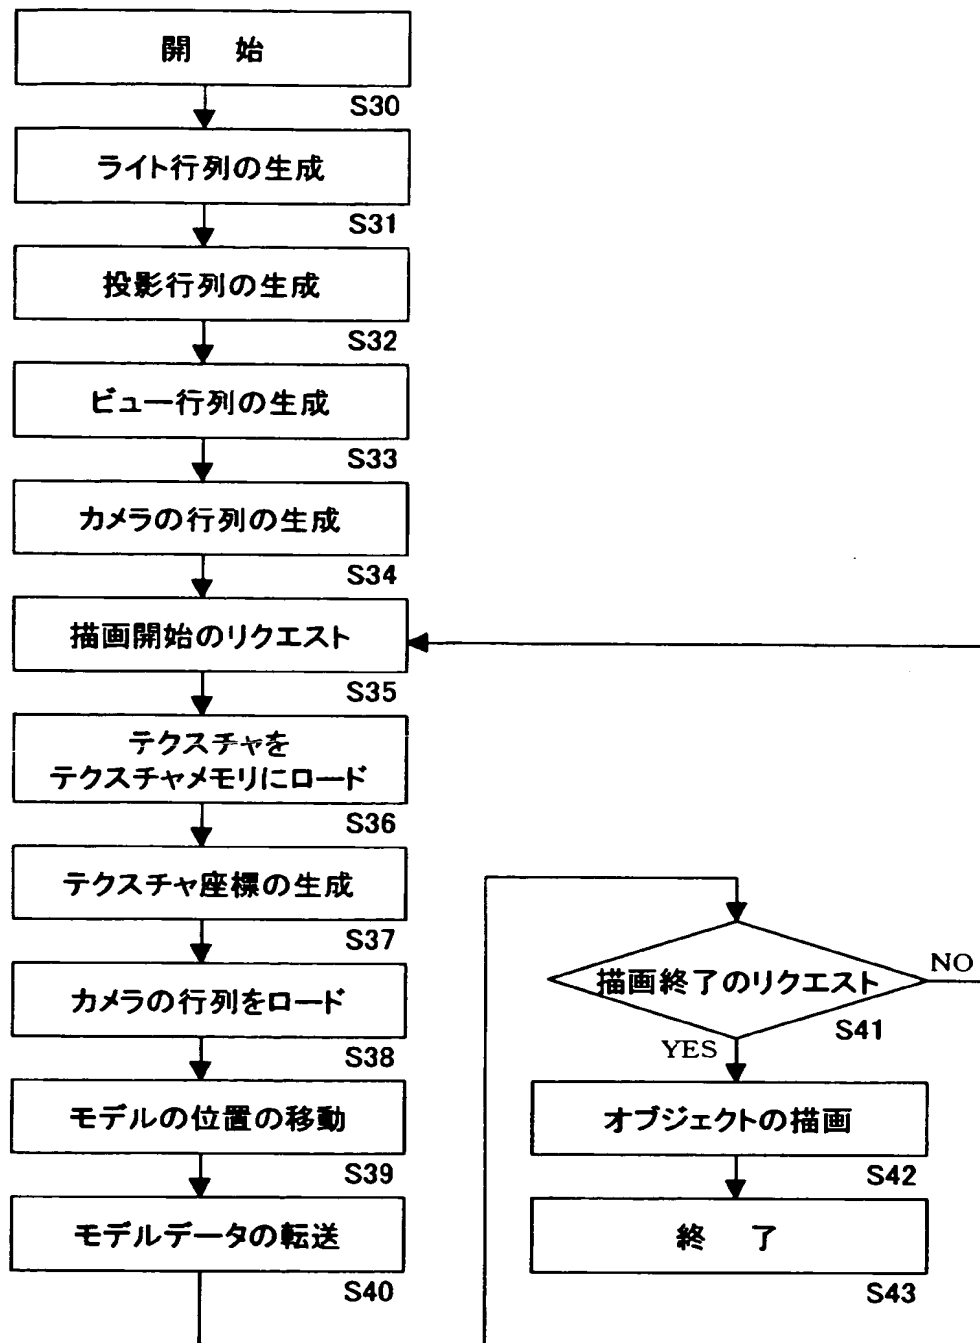 開　始
S30
ライト行列の生成
S31
投影行列の生成
S32
ビュー行列の生成
S33
カメラの行列の生成
S34
描画開始のリクエスト
S35
テクスチャを
テクスチャメモリにロード
S36
テクスチャ座標の生成
S37
カメラの行列をロード
S38
モデルの位置の移動
S39
モデルデータの転送
S40
描画終了のリクエスト
NO
S41
YES
オブジェクトの描画
S42
終　了
S43